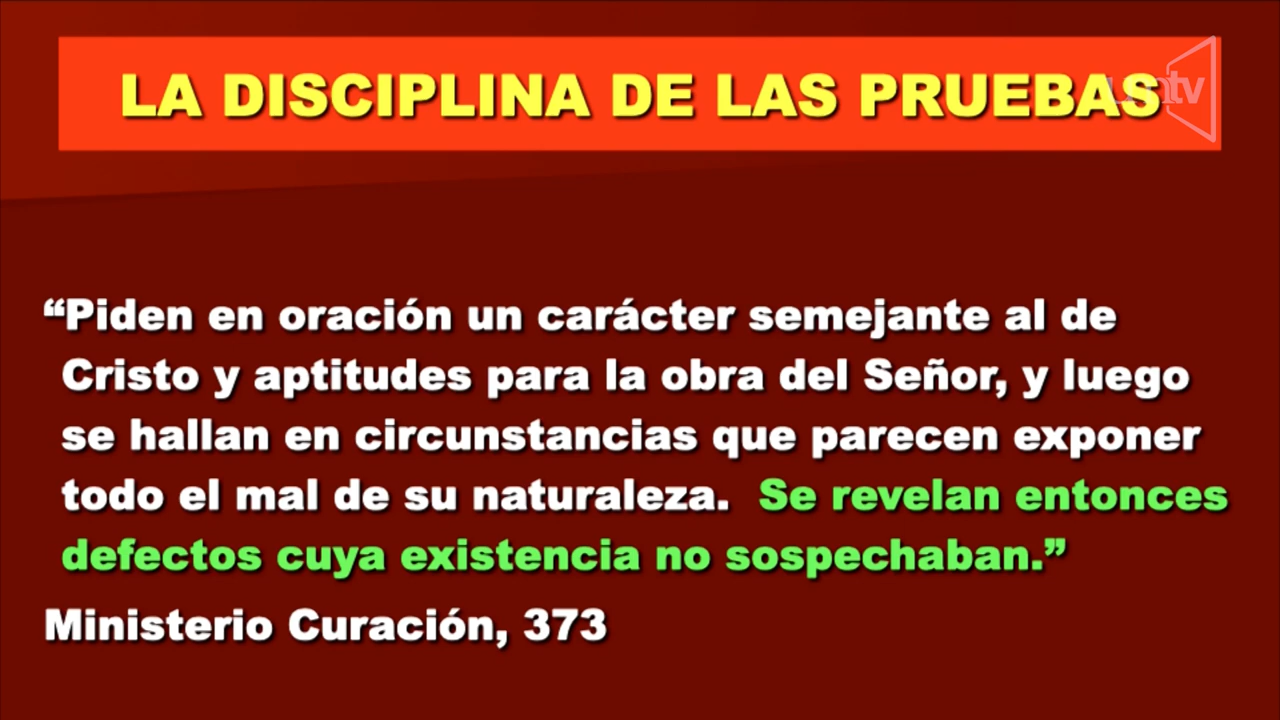 LA DISCIPLINA DE LAS PRUEBAS
umtv
“Piden en oración un carácter semejante al de
Cristo y aptitudes para la obra del Señor, y luego
se hallan en circunstancias que parecen exponer
todo el mal de su naturaleza. Se revelan entonces
defectos cuya existencia no sospechaban.”
Ministerio Curación, 373